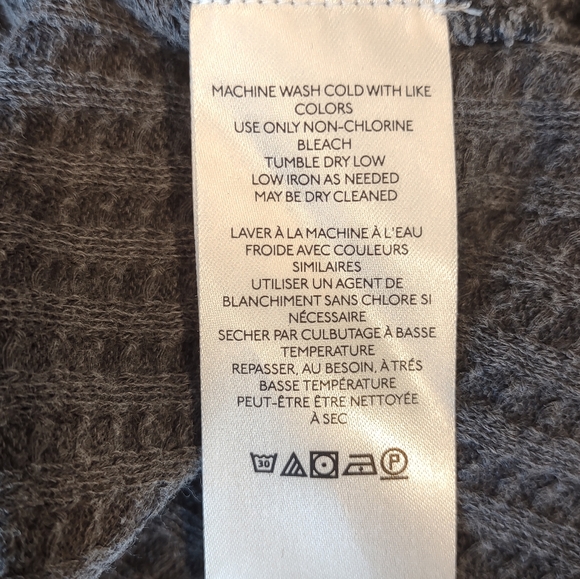 MACHINE WASH COLD WITH LIKE
COLORS
USE ONLY NON-CHLORINE
BLEACH
TUMBLE DRY LOW
LOW IRON AS NEEDED
MAY BE DRY CLEANED
LAVER À LA MACHINE À L'EAU
FROIDE AVEC COULEURS
SIMILAIRES
UTILISER UN AGENT DE
BLANCHIMENT SANS CHLORE SI
NÉCESSAIRE
SECHER PAR CULBUTAGE À BASSE
TEMPERATURE
REPASSER, AU BESOIN, À TRÉS
BASSE TEMPÉRATURE
PEUT-ÊTRE ÊTRE NETTOYÉE
À SEC
30 P